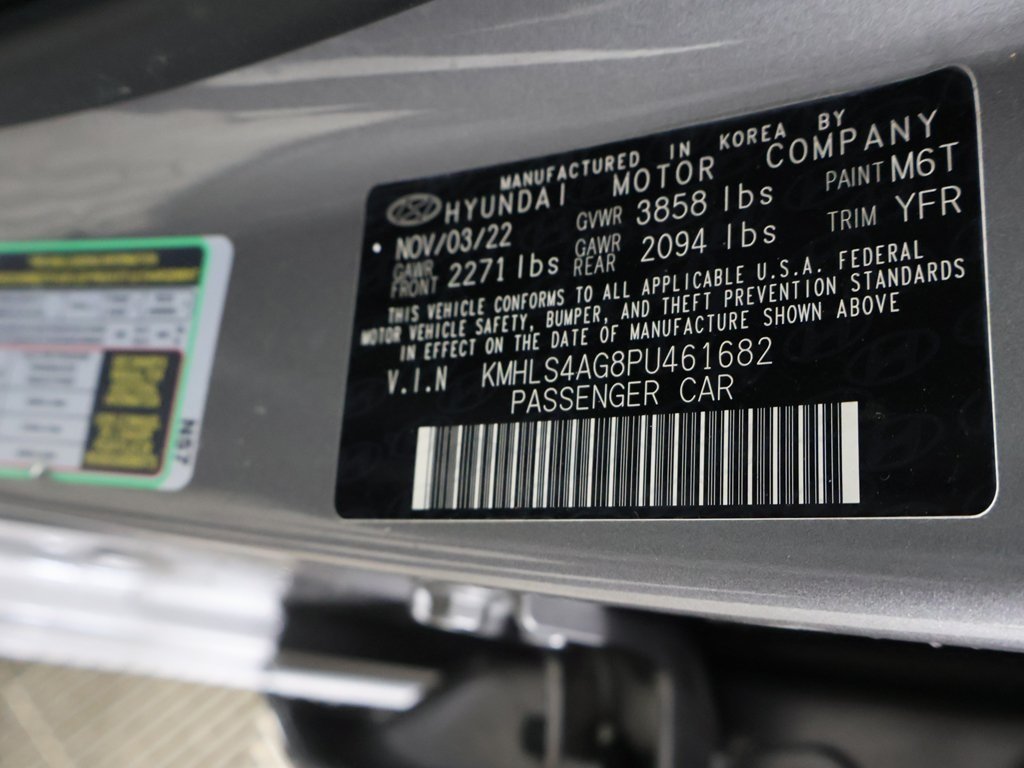 MANUFACTURED IN KOREA BY
HYUNDAI MOTOR COMPANY
NOV/03/22 GVWR 3858 lbs PAINT M6T
GAWR FRONT 2271 lbs GAWR REAR 2094 lbs TRIM YFR
THIS VEHICLE CONFORMS TO ALL APPLICABLE U.S.A. FEDERAL
MOTOR VEHICLE SAFETY, BUMPER, AND THEFT PREVENTION STANDARDS
IN EFFECT ON THE DATE OF MANUFACTURE SHOWN ABOVE
V.I.N KMHLS4AG8PU461682
PASSENGER CAR